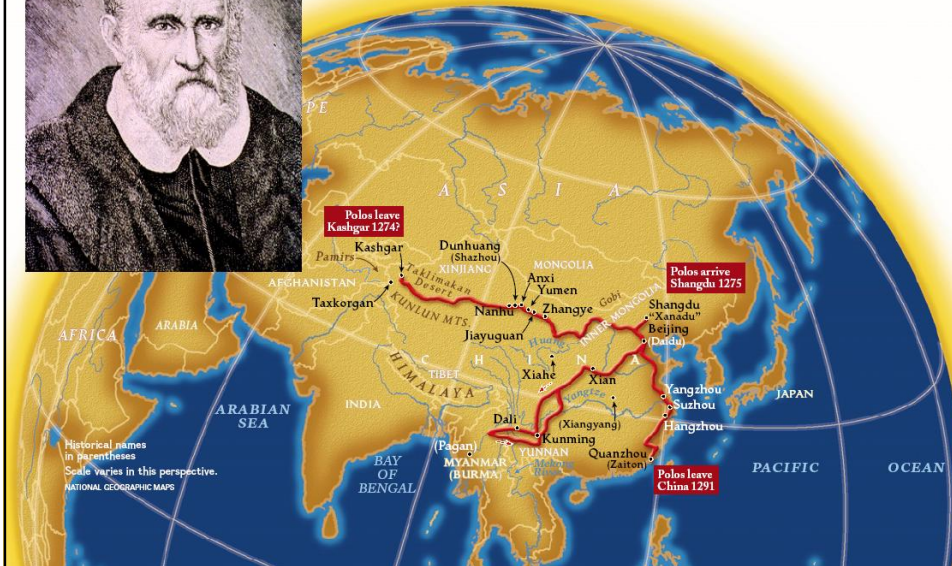 PE
A S I A
Polos leave
Kashgar 1274?
Kashgar
Pamirs
Dunhuang
(Shazhou)
XINJIANG
MONGOLIA
Polos arrive
Shangdu 1275
AFGHANISTAN
Taklimakan
Desert
Anxi
Yumen
Taxkorgan
KUNLUN MTS.
Nanhu
Zhangye
Gobi
INNER MONGOLIA
Shangdu
"Xanadu"
Beijing
(Daidu)
Jiayuguan
Huang
AFRICA
ARABIA
C H I N A
HIMALAYA
TIBET
Xiahe
Xian
Yangtze
Yangzhou
JAPAN
INDIA
Suzhou
ARABIAN
SEA
Dali
(Xiangyang)
Hangzhou
Kunming
Historical names
in parentheses
Scale varies in this perspective.
NATIONAL GEOGRAPHIC MAPS
(Pagan)
MYANMAR
(BURMA)
YUNNAN
Mekong
River
Quanzhou
(Zaiton)
BAY
OF
BENGAL
Polos leave
China 1291
PACIFIC OCEAN